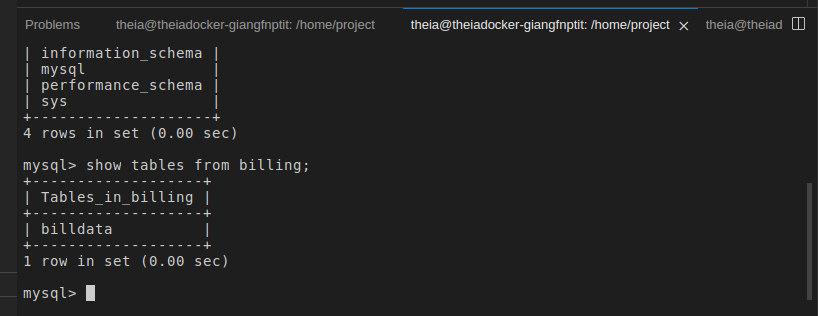 Problems theia@theiadocker-giangfnptit: /home/project theia@theiadocker-giangfnptit: /home/project × theia@theiad
| information_schema |
| mysql              |
| performance_schema |
| sys                |
+--------------------+
4 rows in set (0.00 sec)
mysql> show tables from billing;
+-------------------+
| Tables_in_billing |
+-------------------+
| billdata          |
+-------------------+
1 row in set (0.00 sec)
mysql>